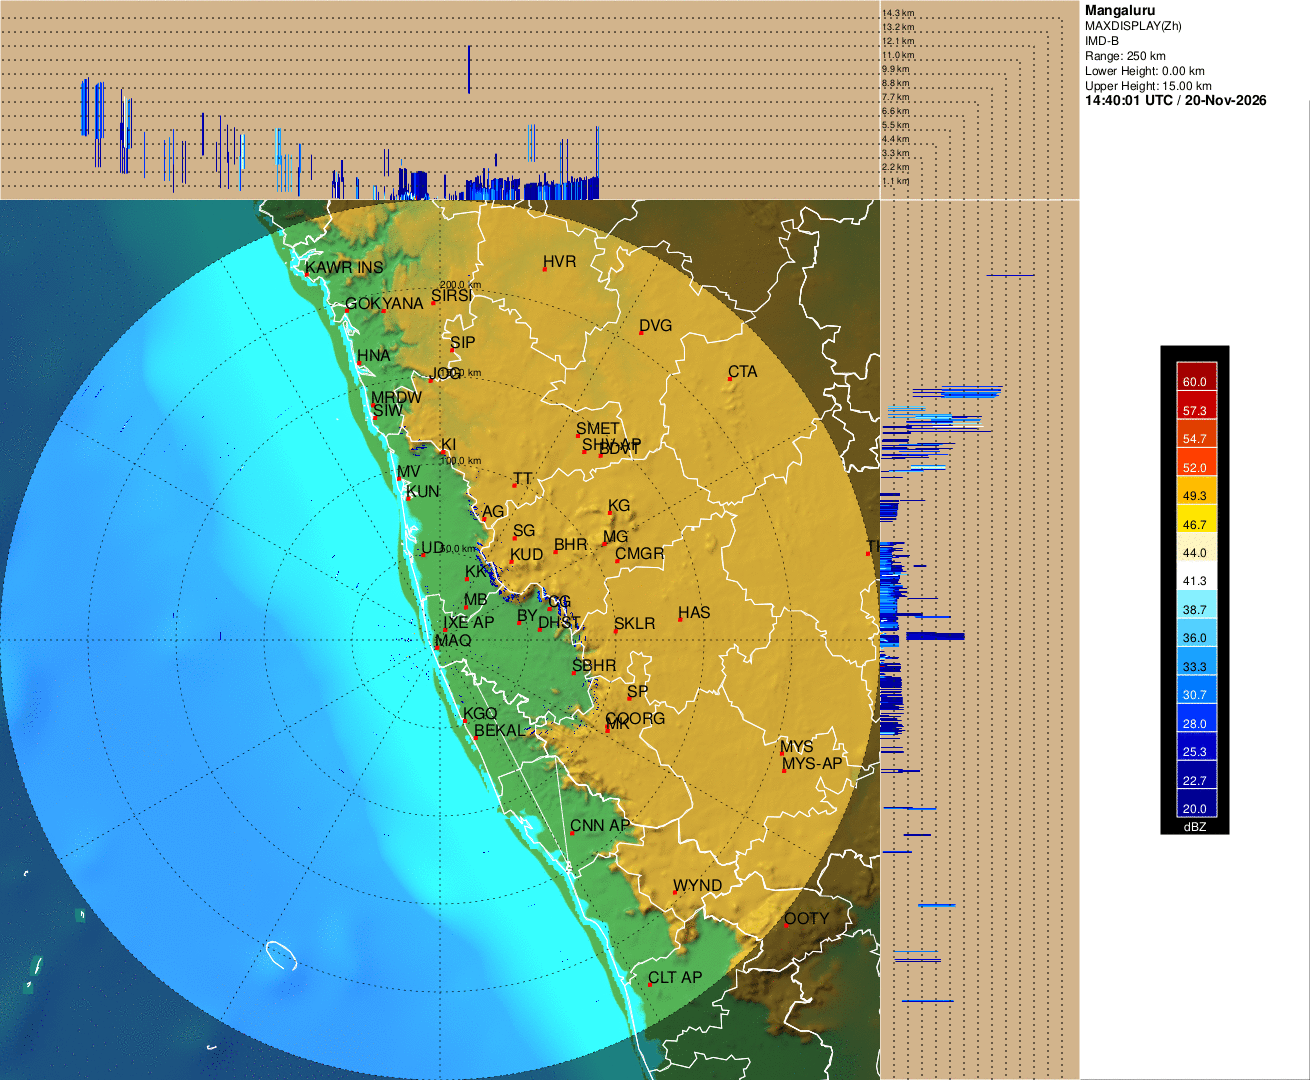 14.3 km
13.2 km
12.1 km
11.0 km
9.9 km
8.8 km
7.7 km
6.6 km
5.5 km
4.4 km
3.3 km
2.2 km
1.1 km
Mangaluru
MAXDISPLAY(Zh)
IMD-B
Range: 250 km
Lower Height: 0.00 km
Upper Height: 15.00 km
14:40:01 UTC / 20-Nov-2026
HVR
KAWR INS
200.0 km
SIRSI
GOKYANA
DVG
SIP
HNA
CTA
JOG
MRDW
SIW
SMET
SHV AP
BDVT
KI
100.0 km
MV
TT
KUN
KG
AG
SG
MG
BHR
UD
50.0 km
KUD
CMGR
KK
MB
CG
HAS
BY
DHST
IXE AP
SKLR
MAQ
SBHR
SP
KGQ
COORG
MK
BEKAL
MYS
MYS-AP
CNN AP
WYND
OOTY
CLT AP
60.0
57.3
54.7
52.0
49.3
46.7
44.0
41.3
38.7
36.0
33.3
30.7
28.0
25.3
22.7
20.0
dBZ